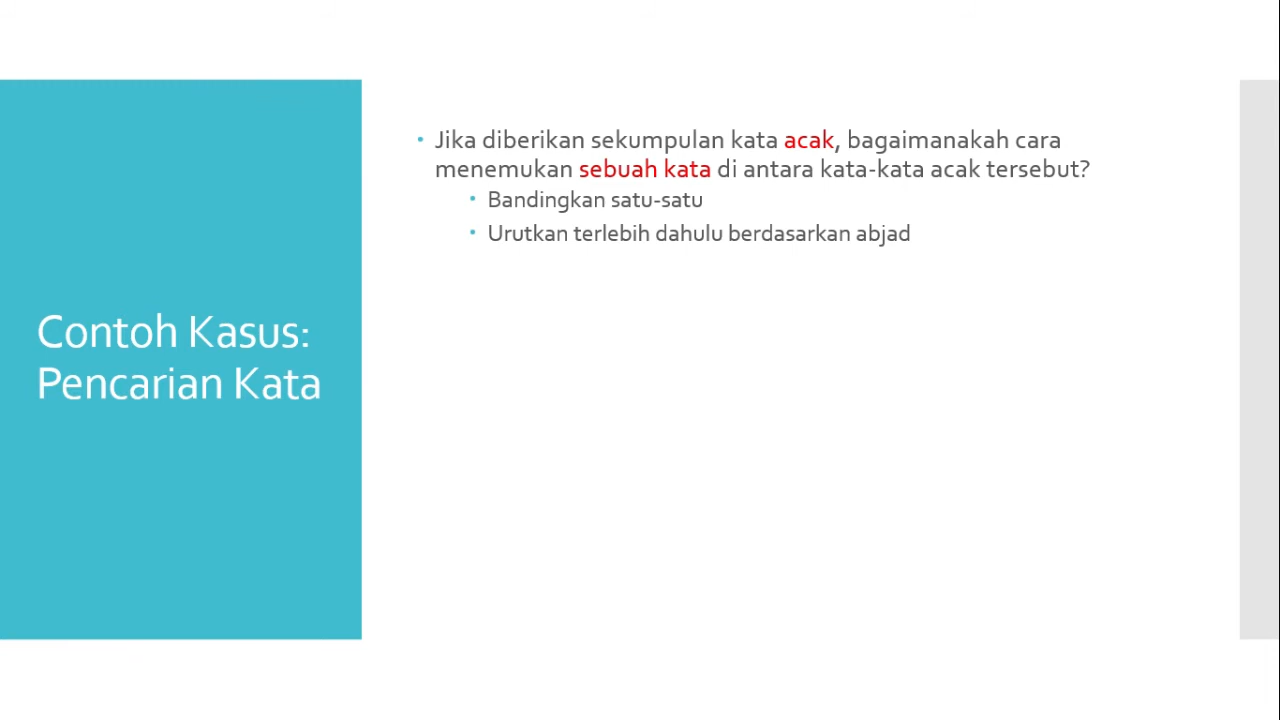 Contoh Kasus:
Pencarian Kata
• Jika diberikan sekumpulan kata acak, bagaimanakah cara
menemukan sebuah kata di antara kata-kata acak tersebut?
• Bandingkan satu-satu
• Urutkan terlebih dahulu berdasarkan abjad